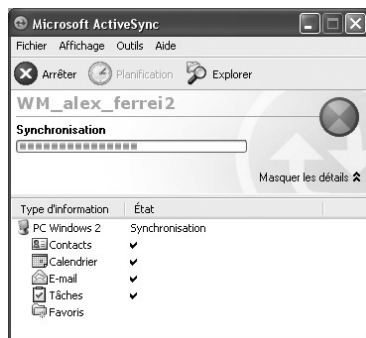 Microsoft ActiveSync
Fichier Affichage Outils Aide
Arrêter Planification Explorer
WM_alex_ferrei2
Synchronisation
Masquer les détails
Type d'information État
PC Windows 2 Synchronisation
Contacts
Calendrier
E-mail
Tâches
Favoris